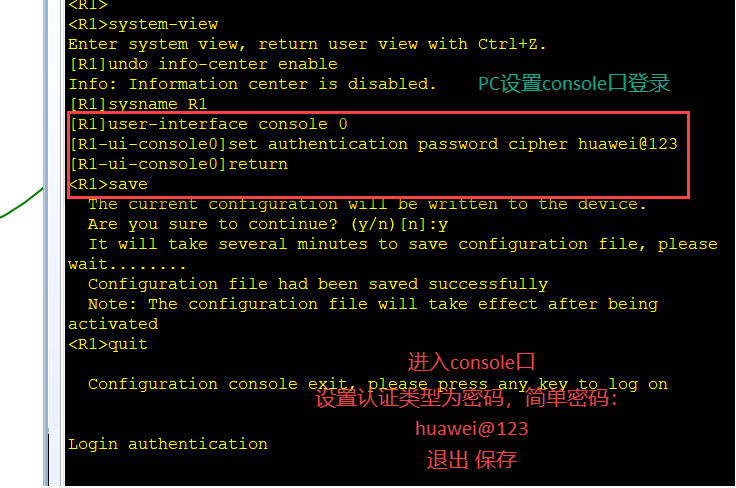 <R1>
<R1>system-view
Enter system view, return user view with Ctrl+Z.
[R1]undo info-center enable
Info: Information center is disabled.
PC设置console口登录
[R1]sysname R1
[R1]user-interface console 0
[R1-ui-console0]set authentication password cipher huawei@123
[R1-ui-console0]return
<R1>save
The current configuration will be written to the device.
Are you sure to continue? (y/n)[n]:y
It will take several minutes to save configuration file, please
wait........
Configuration file had been saved successfully
Note: The configuration file will take effect after being
activated
<R1>quit
进入console口
Configuration console exit, please press any key to log on
设置认证类型为密码，简单密码：
huawei@123
Login authentication
退出 保存